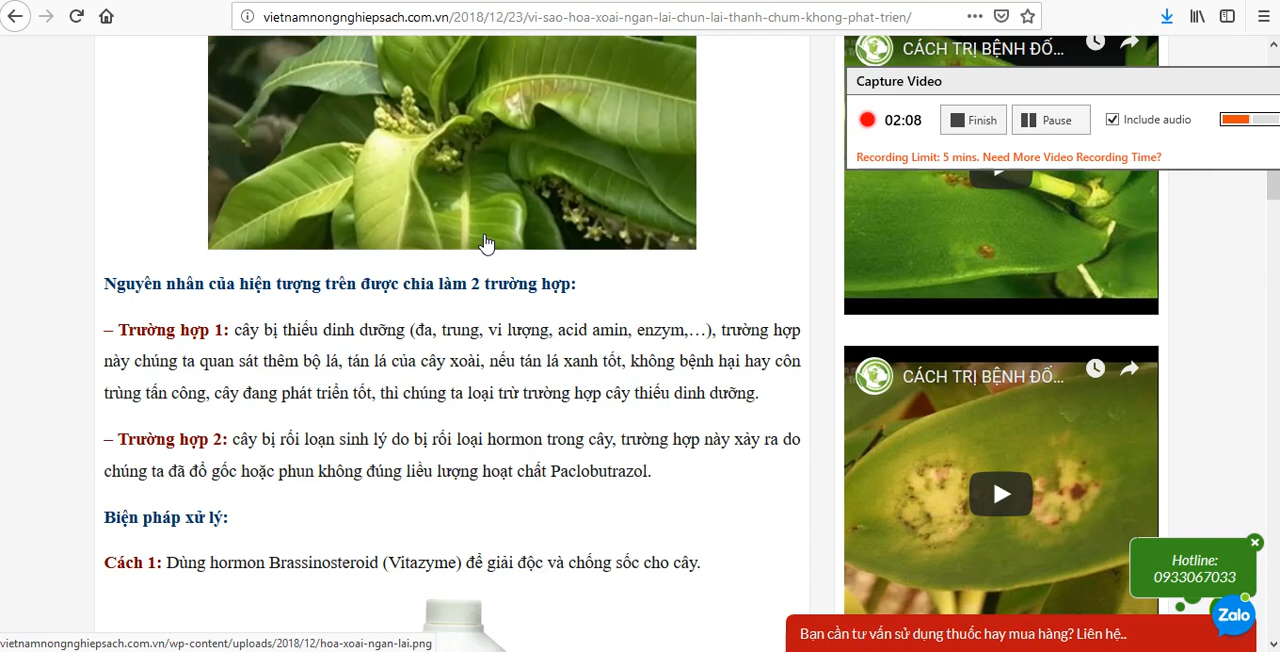 vietnamnongnghiepsach.com.vn/2018/12/23/vi-sao-hoa-xoai-ngan-lai-chun-lai-thanh-chum-khong-phat-trien/
CÁCH TRỊ BỆNH ĐỐ...
Capture Video
02:08
Finish
Pause
Include audio
Recording Limit: 5 mins. Need More Video Recording Time?
Nguyên nhân của hiện tượng trên được chia làm 2 trường hợp:
– Trường hợp 1: cây bị thiếu dinh dưỡng (đa, trung, vi lượng, acid amin, enzym,…), trường hợp
này chúng ta quan sát thêm bộ lá, tán lá của cây xoài, nếu tán lá xanh tốt, không bệnh hại hay côn
trùng tấn công, cây đang phát triển tốt, thì chúng ta loại trừ trường hợp cây thiếu dinh dưỡng.
– Trường hợp 2: cây bị rối loạn sinh lý do bị rối loại hormon trong cây, trường hợp này xảy ra do
chúng ta đã đổ gốc hoặc phun không đúng liều lượng hoạt chất Paclobutrazol.
Biện pháp xử lý:
Cách 1: Dùng hormon Brassinosteroid (Vitazyme) để giải độc và chống sốc cho cây.
CÁCH TRỊ BỆNH ĐỐ...
Hotline:
0933067033
Zalo
Bạn cần tư vấn sử dụng thuốc hay mua hàng? Liên hệ..
vietnamnongnghiepsach.com.vn/wp-content/uploads/2018/12/hoa-xoai-ngan-lai.png